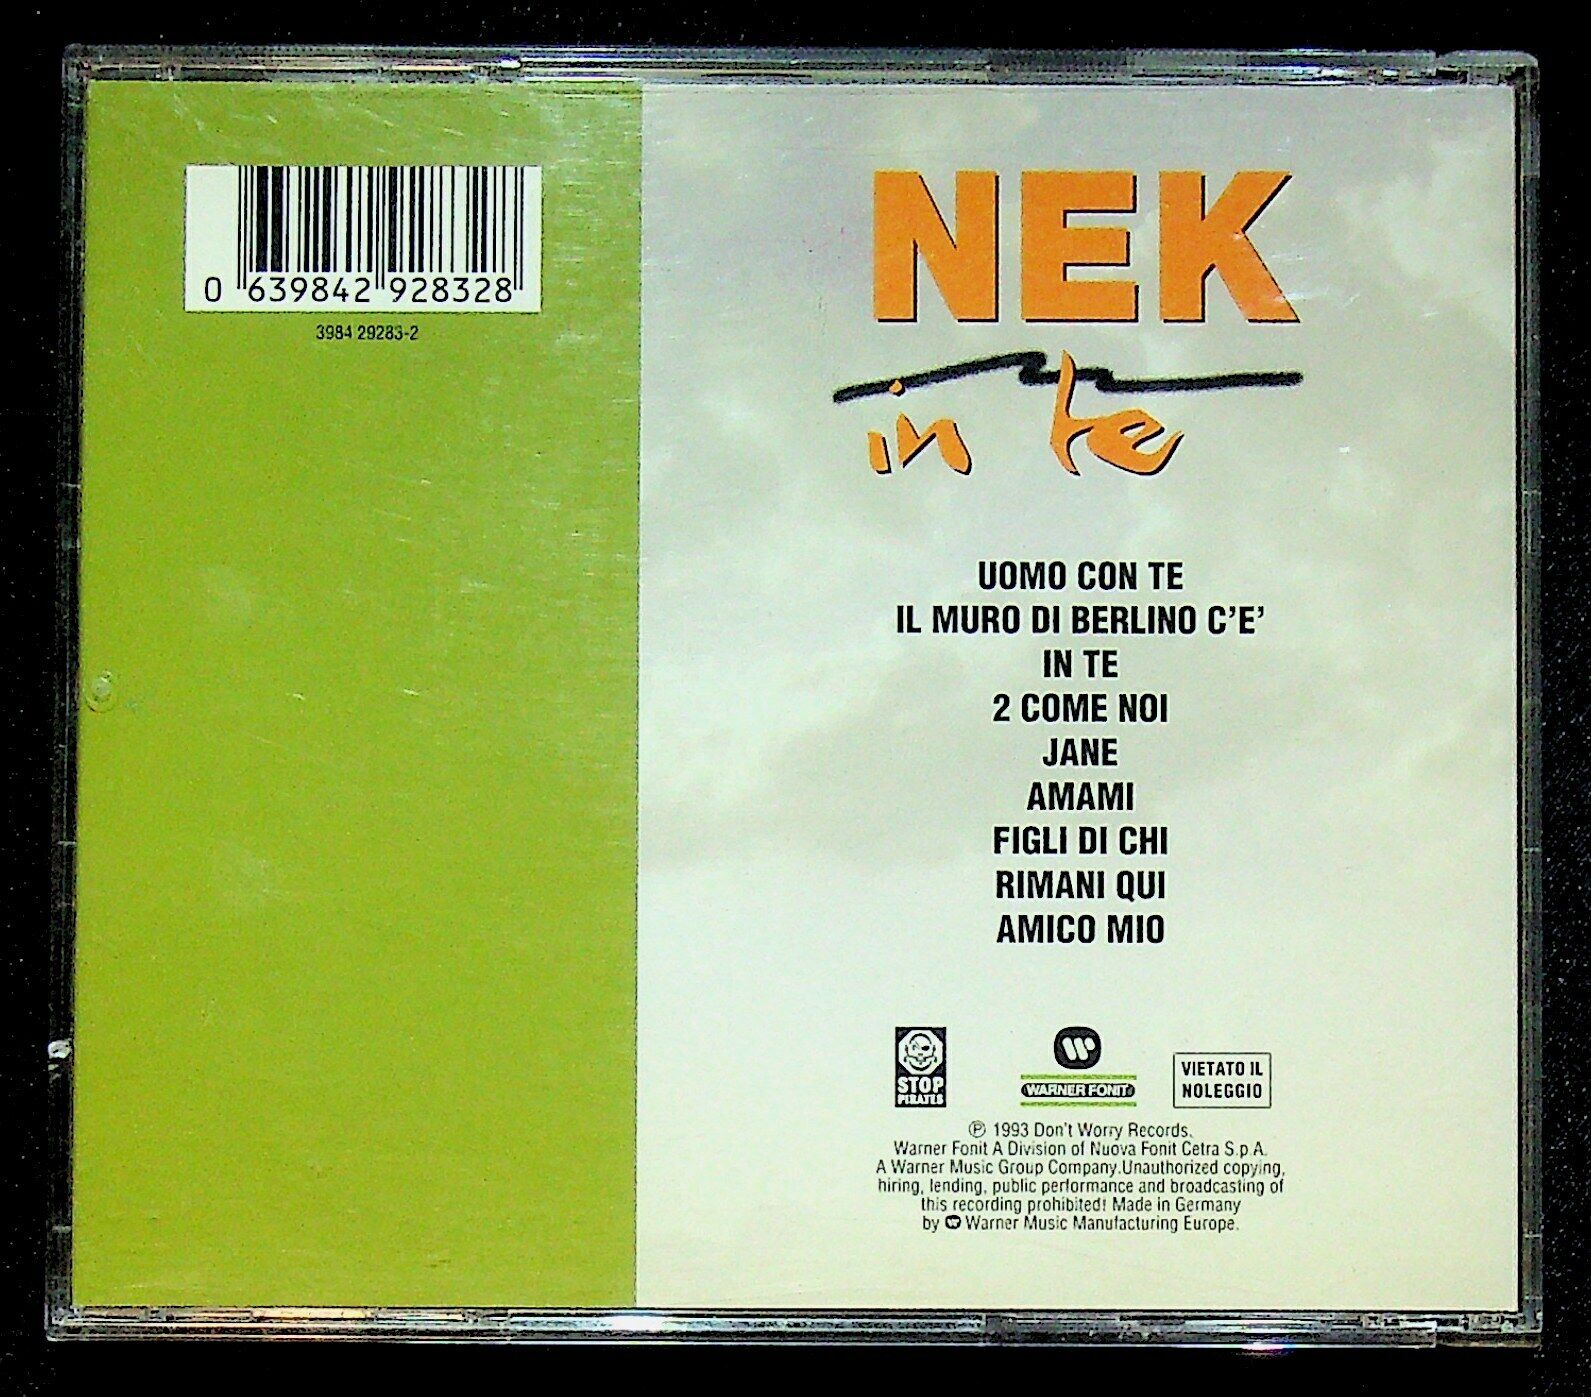 0 639842 928328
3984 29283-2
NEK
in te
UOMO CON TE
IL MURO DI BERLINO C'E'
IN TE
2 COME NOI
JANE
AMAMI
FIGLI DI CHI
RIMANI QUI
AMICO MIO
STOP
PIRATES
WARNER FONIT
VIETATO IL
NOLEGGIO
℗ 1993 Don't Worry Records.
Warner Fonit A Division of Nuova Fonit Cetra S.p.A.
A Warner Music Group Company.Unauthorized copying,
hiring, lending, public performance and broadcasting of
this recording prohibited! Made in Germany
by Warner Music Manufacturing Europe.